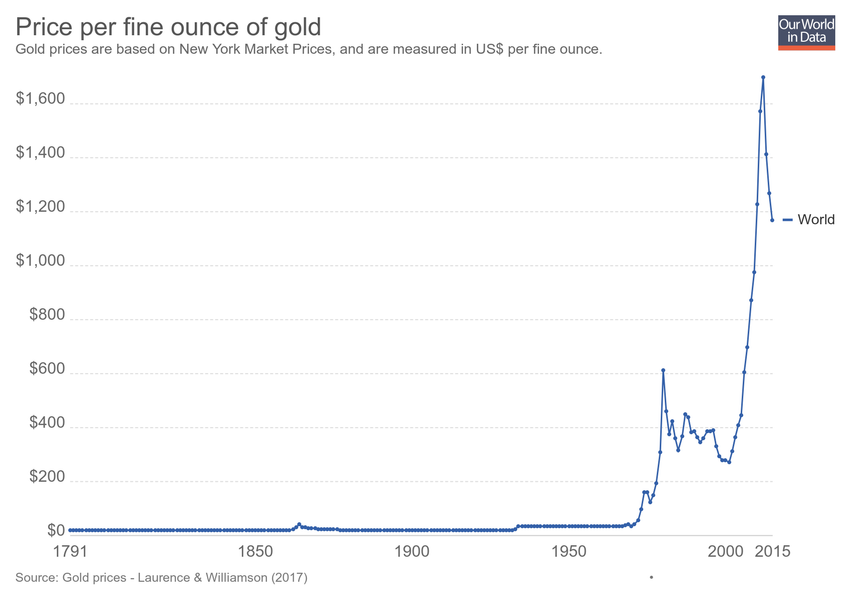 Price per fine ounce of gold
Our World
in Data
Gold prices are based on New York Market Prices, and are measured in US$ per fine ounce.
$1,600
$1,400
$1,200
World
$1,000
$800
$600
$400
$200
$0
1791 1850 1900 1950 2000 2015
Source: Gold prices - Laurence & Williamson (2017)